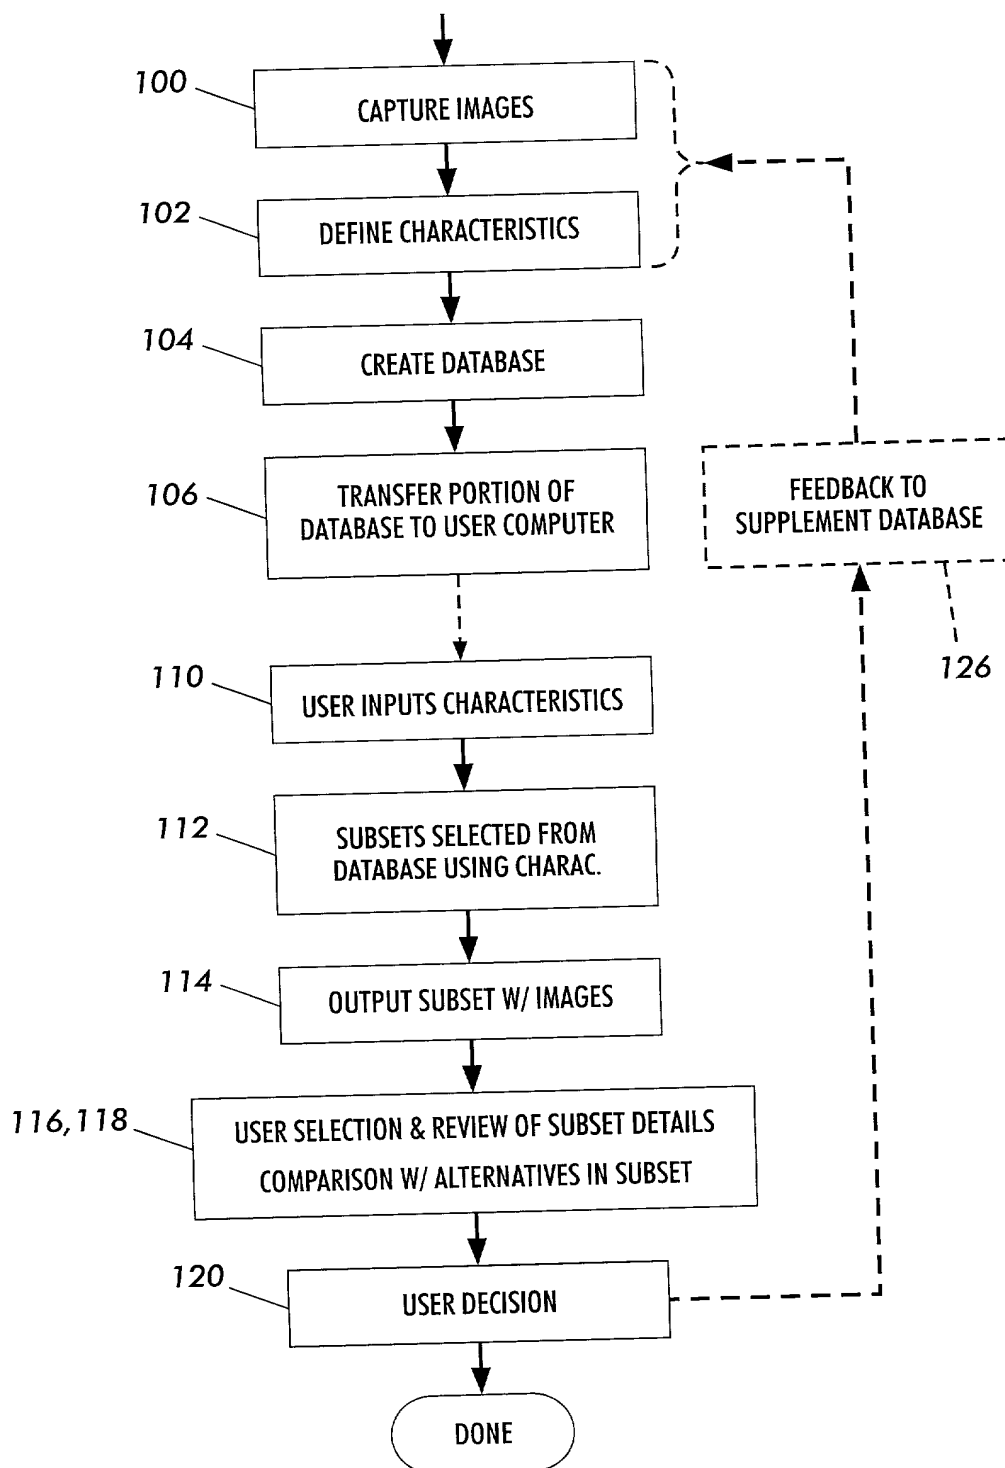 100
CAPTURE IMAGES
102
DEFINE CHARACTERISTICS
104
CREATE DATABASE
106
TRANSFER PORTION OF
DATABASE TO USER COMPUTER
FEEDBACK TO
SUPPLEMENT DATABASE
126
110
USER INPUTS CHARACTERISTICS
112
SUBSETS SELECTED FROM
DATABASE USING CHARAC.
114
OUTPUT SUBSET W/ IMAGES
116,118
USER SELECTION & REVIEW OF SUBSET DETAILS
COMPARISON W/ ALTERNATIVES IN SUBSET
120
USER DECISION
DONE